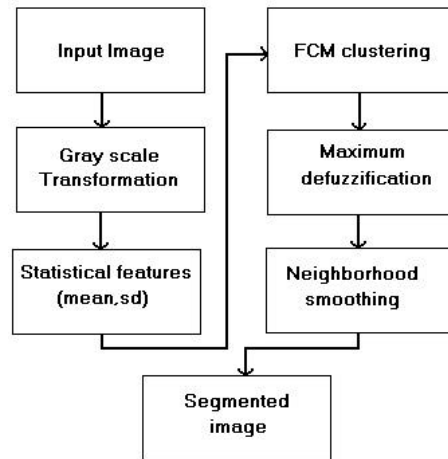 Input Image
Gray scale
Transformation
Statistical features
(mean,sd)
FCM clustering
Maximum
defuzzification
Neighborhood
smoothing
Segmented
image